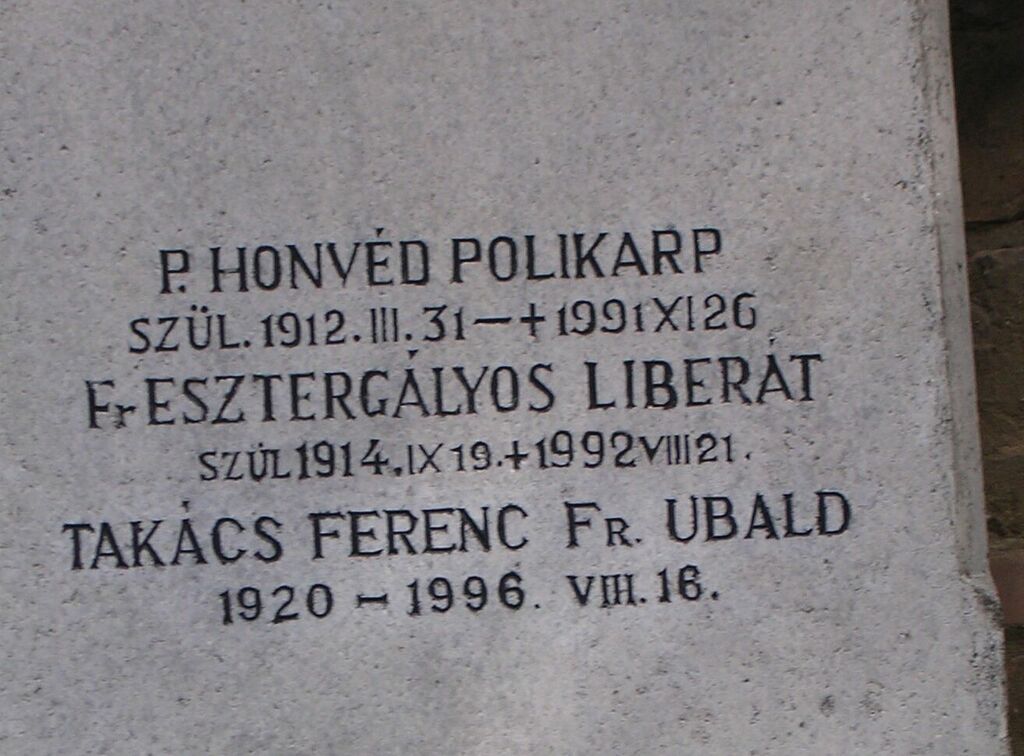 P. HONVÉD POLIKARP
SZÜL. 1912. III. 31 — + 1991 XI 26
Fr ESZTERGÁLYOS LIBERÁT
SZÜL 1914. IX 19. + 1992 VIII 21.
TAKÁCS FERENC FR. UBALD
1920 - 1996. VIII. 16.